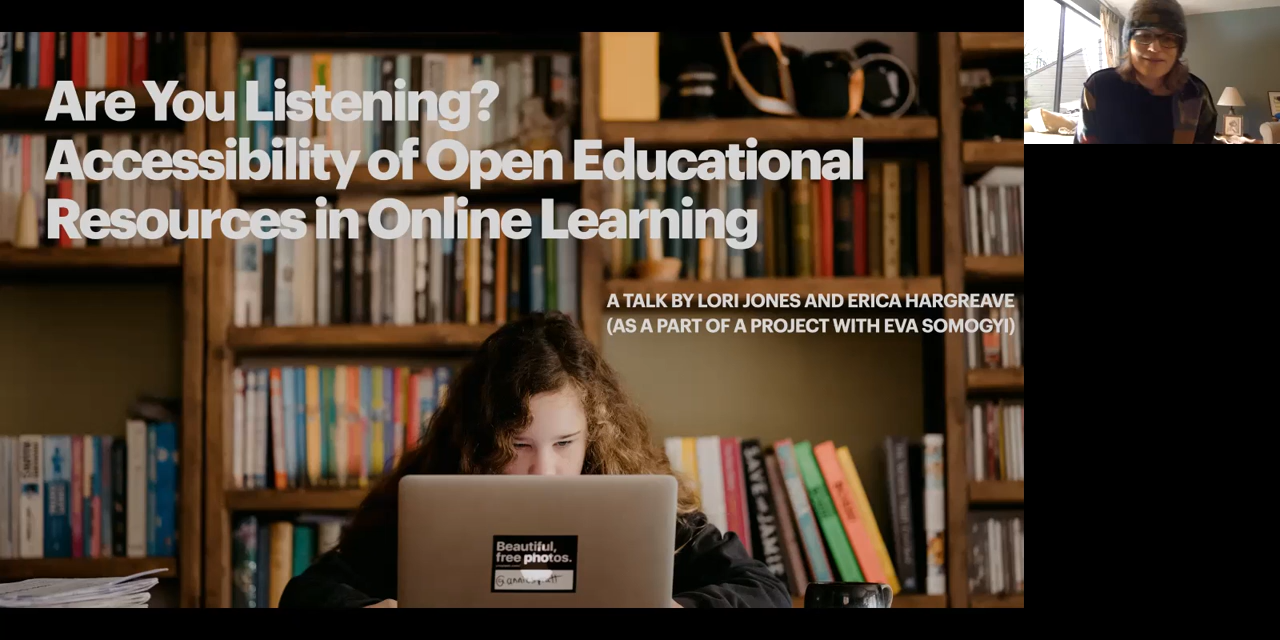 Are You Listening?
Accessibility of Open Educational
Resources in Online Learning
A TALK BY LORI JONES AND ERICA HARGREAVE
(AS A PART OF A PROJECT WITH EVA SOMOGYI)
Beautiful,
free photos.